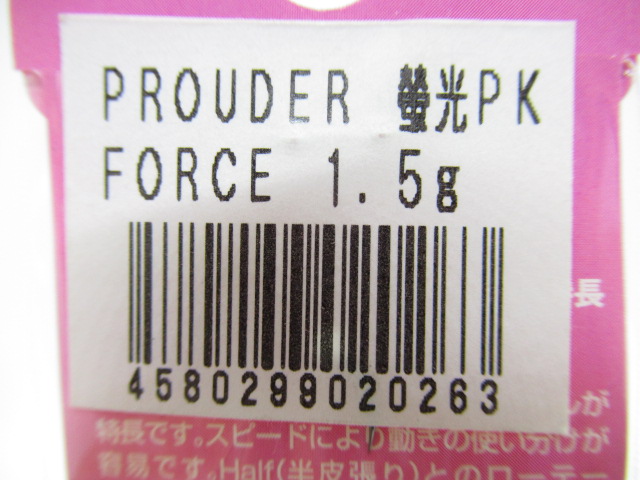 PROUDER 螢光PK
FORCE 1.5g
4580299020263
長
が
特長です。スピードにより動きの使い分けが
容易です。Half(半皮張り)とのローテー